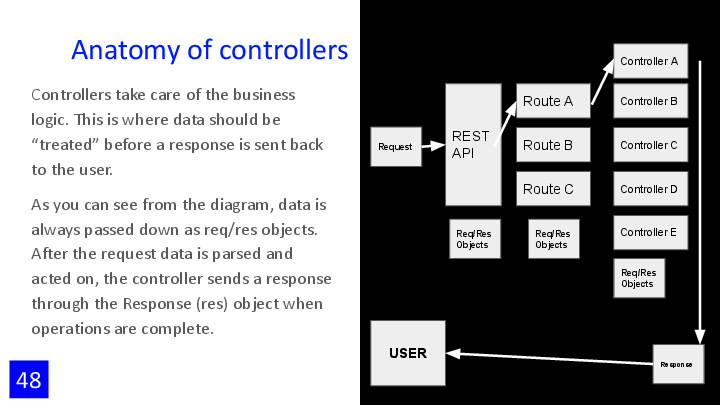 Anatomy of controllers
Controllers take care of the business
logic. This is where data should be
“treated” before a response is sent back
to the user.
As you can see from the diagram, data is
always passed down as req/res objects.
After the request data is parsed and
acted on, the controller sends a response
through the Response (res) object when
operations are complete.
48
Request
REST
API
Route A
Route B
Route C
Controller A
Controller B
Controller C
Controller D
Controller E
Req/Res
Objects
Req/Res
Objects
Req/Res
Objects
USER
Response